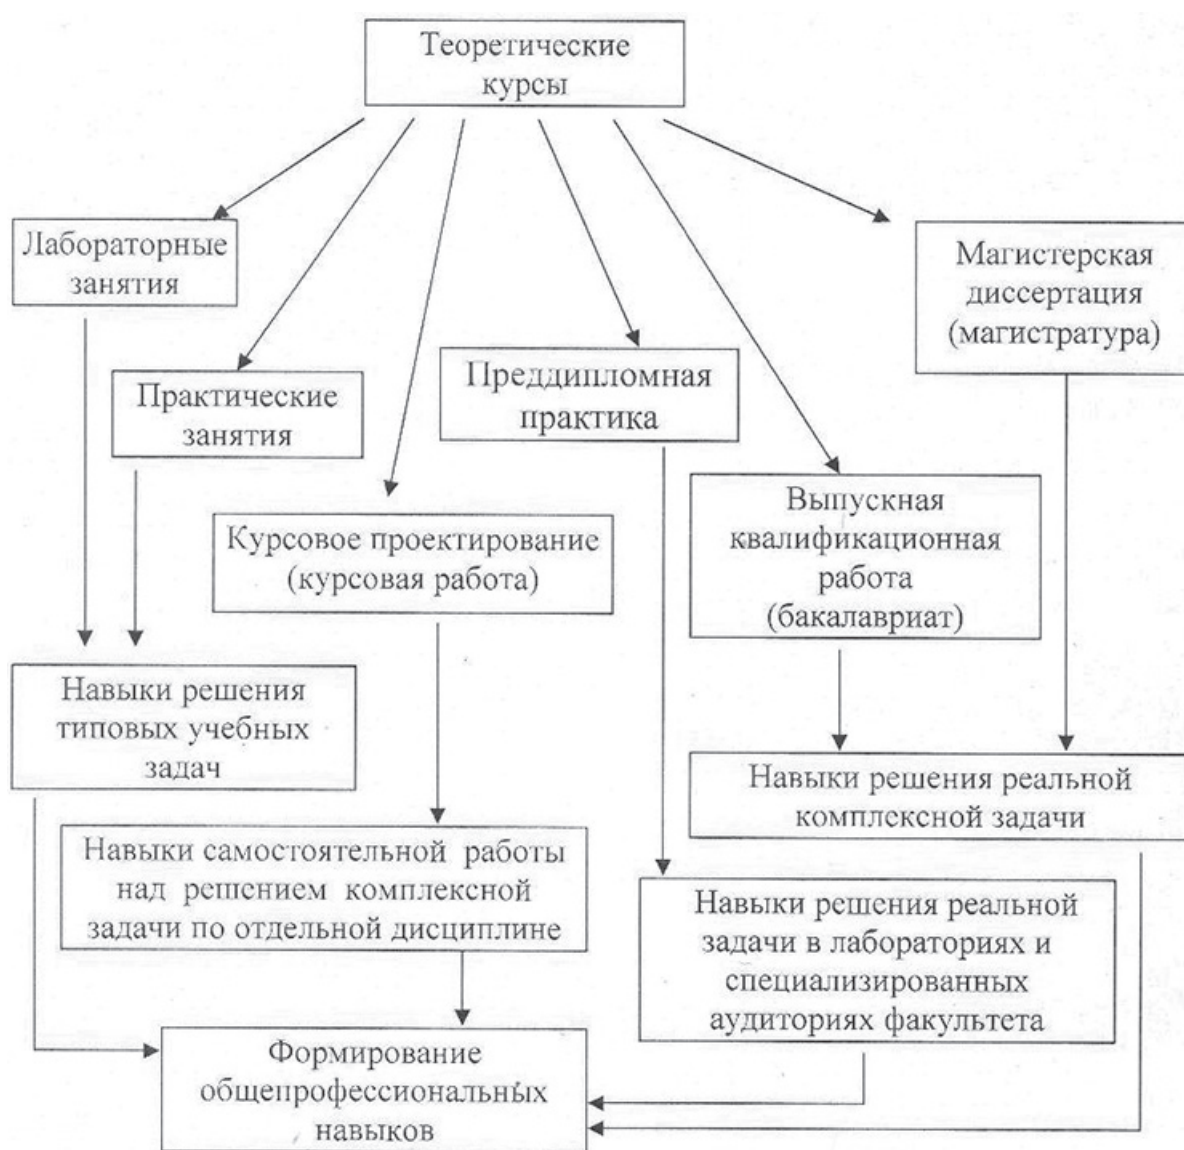 Теоретические
курсы
Лабораторные
занятия
Магистерская
диссертация
(магистратура)
Практические
занятия
Преддипломная
практика
Выпускная
квалификационная
работа
(бакалавриат)
Курсовое проектирование
(курсовая работа)
Навыки решения
типовых учебных
задач
Навыки решения реальной
комплексной задачи
Навыки самостоятельной работы
над решением комплексной
задачи по отдельной дисциплине
Навыки решения реальной
задачи в лабораториях и
специализированных
аудиториях факультета
Формирование
общепрофессиональных
навыков